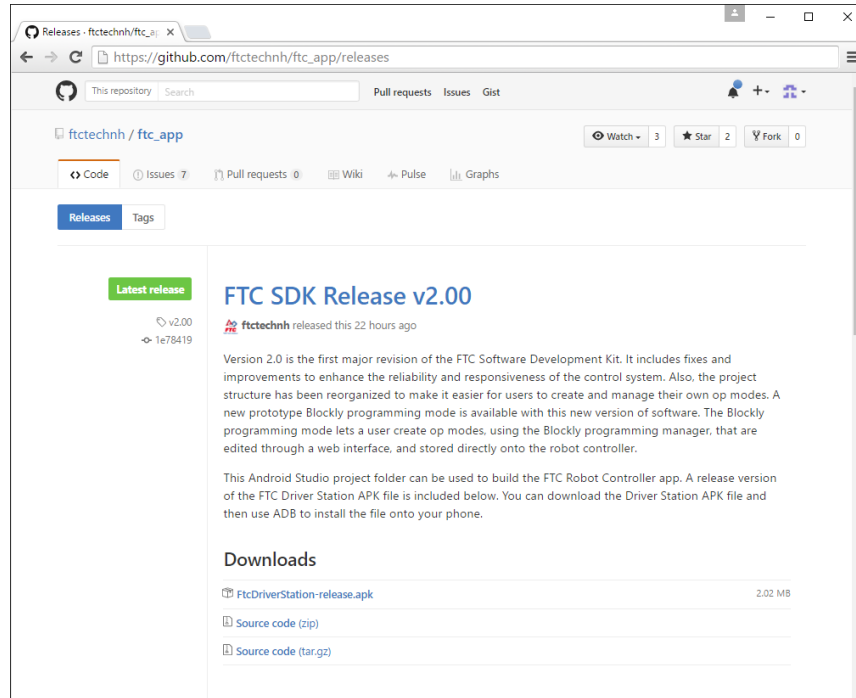 Releases · ftctechnh/ftc_a
https://github.com/ftctechnh/ftc_app/releases
This repository Search Pull requests Issues Gist
ftctechnh / ftc_app Watch 3 Star 2 Fork 0
Code Issues 7 Pull requests 0 Wiki Pulse Graphs
Releases Tags
Latest release
v2.00
1e78419
FTC SDK Release v2.00
ftctechnh released this 22 hours ago
Version 2.0 is the first major revision of the FTC Software Development Kit. It includes fixes and
improvements to enhance the reliability and responsiveness of the control system. Also, the project
structure has been reorganized to make it easier for users to create and manage their own op modes. A
new prototype Blockly programming mode is available with this new version of software. The Blockly
programming mode lets a user create op modes, using the Blockly programming manager, that are
edited through a web interface, and stored directly onto the robot controller.
This Android Studio project folder can be used to build the FTC Robot Controller app. A release version
of the FTC Driver Station APK file is included below. You can download the Driver Station APK file and
then use ADB to install the file onto your phone.
Downloads
FtcDriverStation-release.apk 2.02 MB
Source code (zip)
Source code (tar.gz)